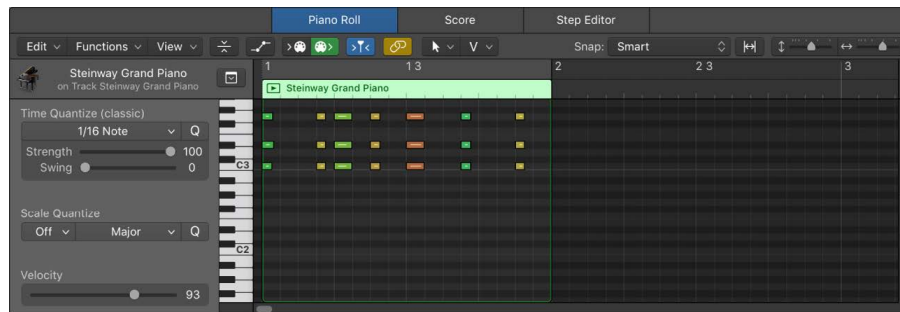 Piano Roll Score Step Editor
Edit Functions View V Snap: Smart
Steinway Grand Piano
on Track Steinway Grand Piano
1 1 3 2 2 3 3
Steinway Grand Piano
Time Quantize (classic)
1/16 Note Q
Strength 100
Swing 0
C3
Scale Quantize
Off Major Q
C2
Velocity
93